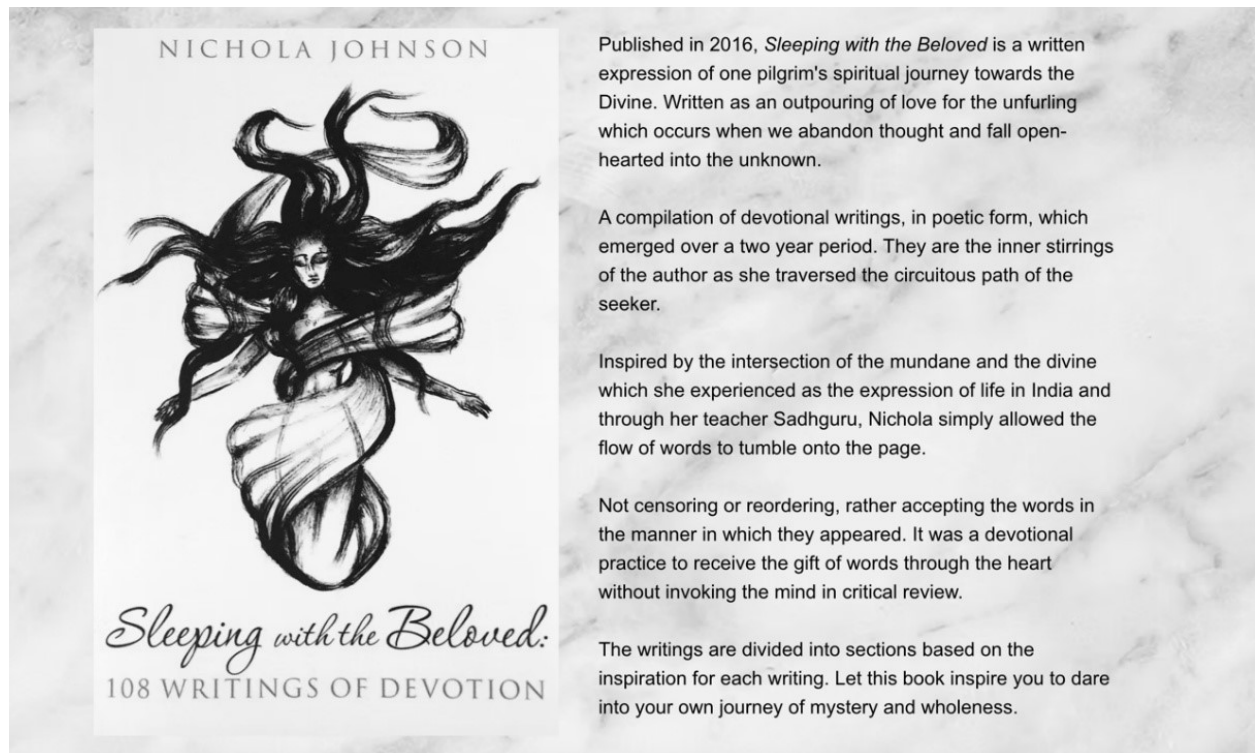 NICHOLA JOHNSON
Sleeping with the Beloved:
108 WRITINGS OF DEVOTION
Published in 2016, Sleeping with the Beloved is a written
expression of one pilgrim's spiritual journey towards the
Divine. Written as an outpouring of love for the unfurling
which occurs when we abandon thought and fall open-
hearted into the unknown.
A compilation of devotional writings, in poetic form, which
emerged over a two year period. They are the inner stirrings
of the author as she traversed the circuitous path of the
seeker.
Inspired by the intersection of the mundane and the divine
which she experienced as the expression of life in India and
through her teacher Sadhguru, Nichola simply allowed the
flow of words to tumble onto the page.
Not censoring or reordering, rather accepting the words in
the manner in which they appeared. It was a devotional
practice to receive the gift of words through the heart
without invoking the mind in critical review.
The writings are divided into sections based on the
inspiration for each writing. Let this book inspire you to dare
into your own journey of mystery and wholeness.